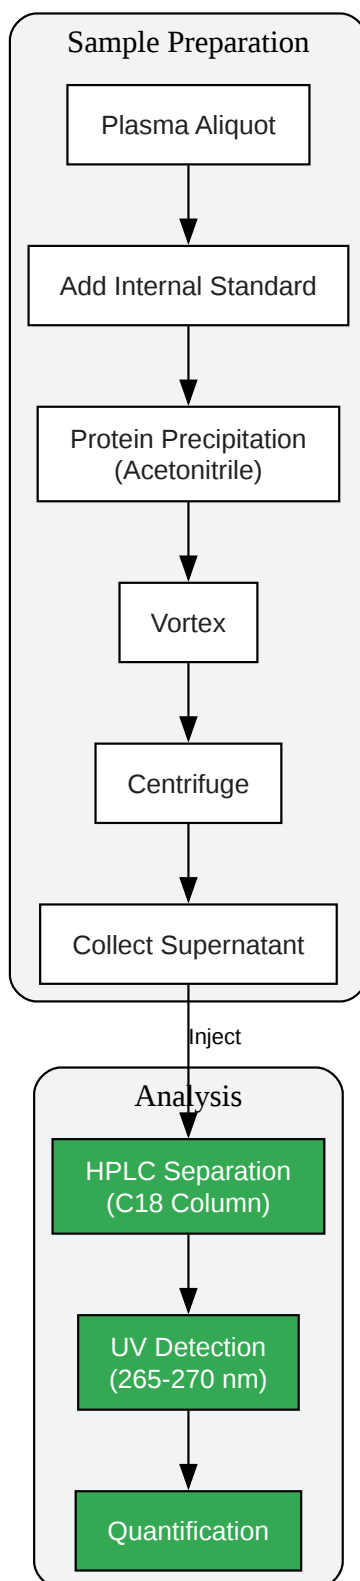 Sample Preparation
Plasma Aliquot
Add Internal Standard
Protein Precipitation
(Acetonitrile)
Vortex
Centrifuge
Collect Supernatant
Inject
Analysis
HPLC Separation
(C18 Column)
UV Detection
(265-270 nm)
Quantification